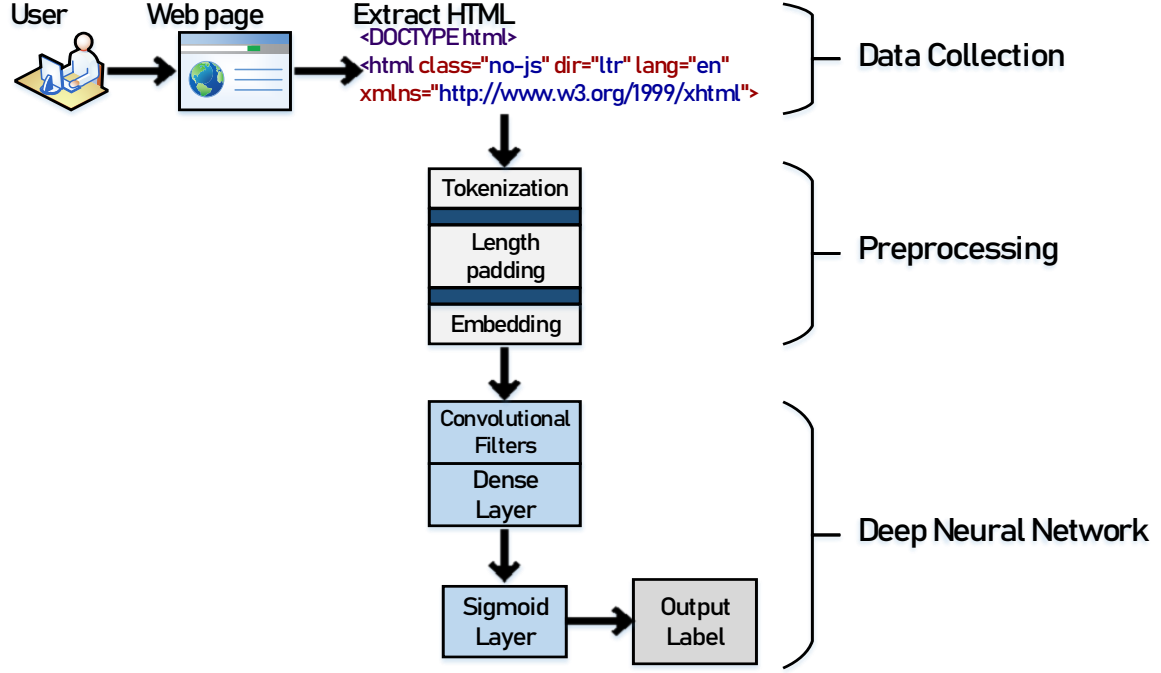 User
Web page
Extract HTML
<DOCTYPE html>
<html class="no-js" dir="ltr" lang="en"
xmlns="http://www.w3.org/1999/xhtml">
Data Collection
Tokenization
Length
padding
Embedding
Preprocessing
Convolutional
Filters
Dense
Layer
Sigmoid
Layer
Output
Label
Deep Neural Network